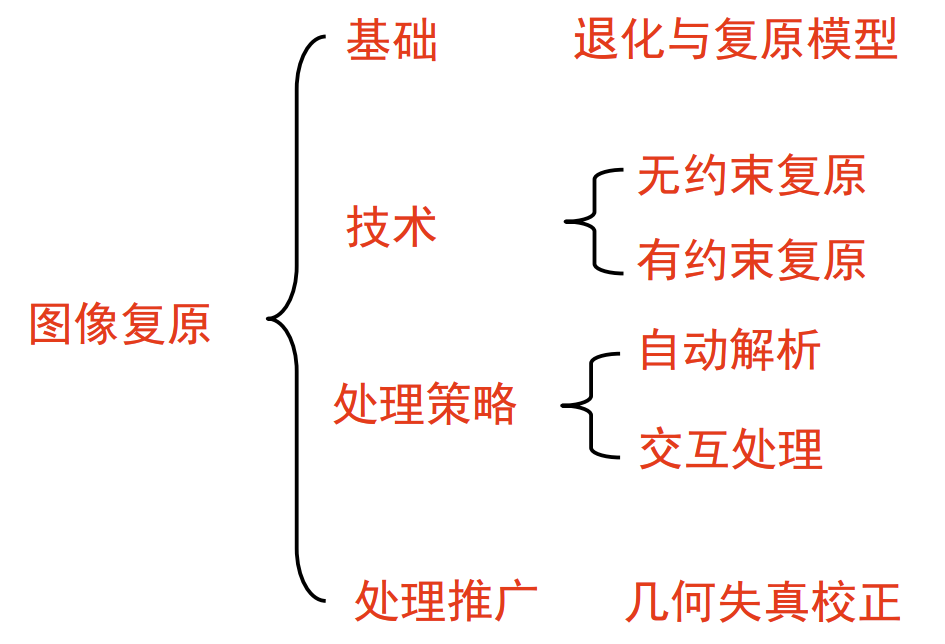 基础 退化与复原模型
无约束复原
技术
有约束复原
图像复原
自动解析
处理策略
交互处理
处理推广 几何失真校正